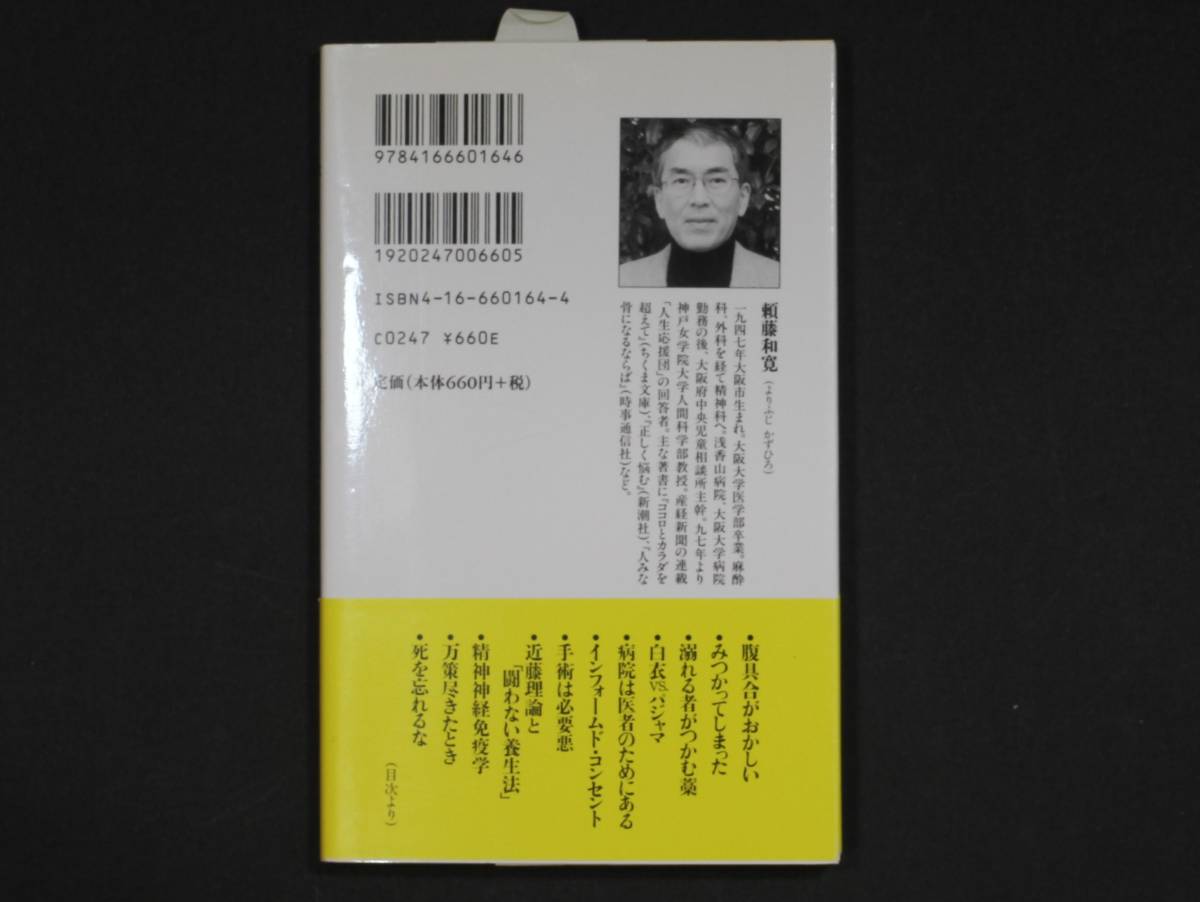 9784166601646
1920247006605
ISBN4-16-660164-4
C0247 ¥660E
定価(本体660円+税)
頼藤和寛(よりふじ かずひろ)
一九四七年大阪市生まれ。大阪大学医学部卒業。麻酔
科、外科を経て精神科へ。浅香山病院、大阪大学病院
勤務の後、大阪府中央児童相談所主幹。九七年より
神戸女学院大学人間科学部教授。産経新聞の連載
「人生応援団」の回答者。主な著書に『ココロとカラダを
超えて』(ちくま文庫)、『正しく悩む』(新潮社)、『人みな
骨になるならば』(時事通信社)など。
●腹具合がおかしい
●みつかってしまった
●溺れる者がつかむ藁
●白衣VS.パジャマ
●病院は医者のためにある
●インフォームド・コンセント
●手術は必要悪
●近藤理論と
「闘わない養生法」
●精神神経免疫学
●万策尽きたとき
●死を忘れるな
(目次より)